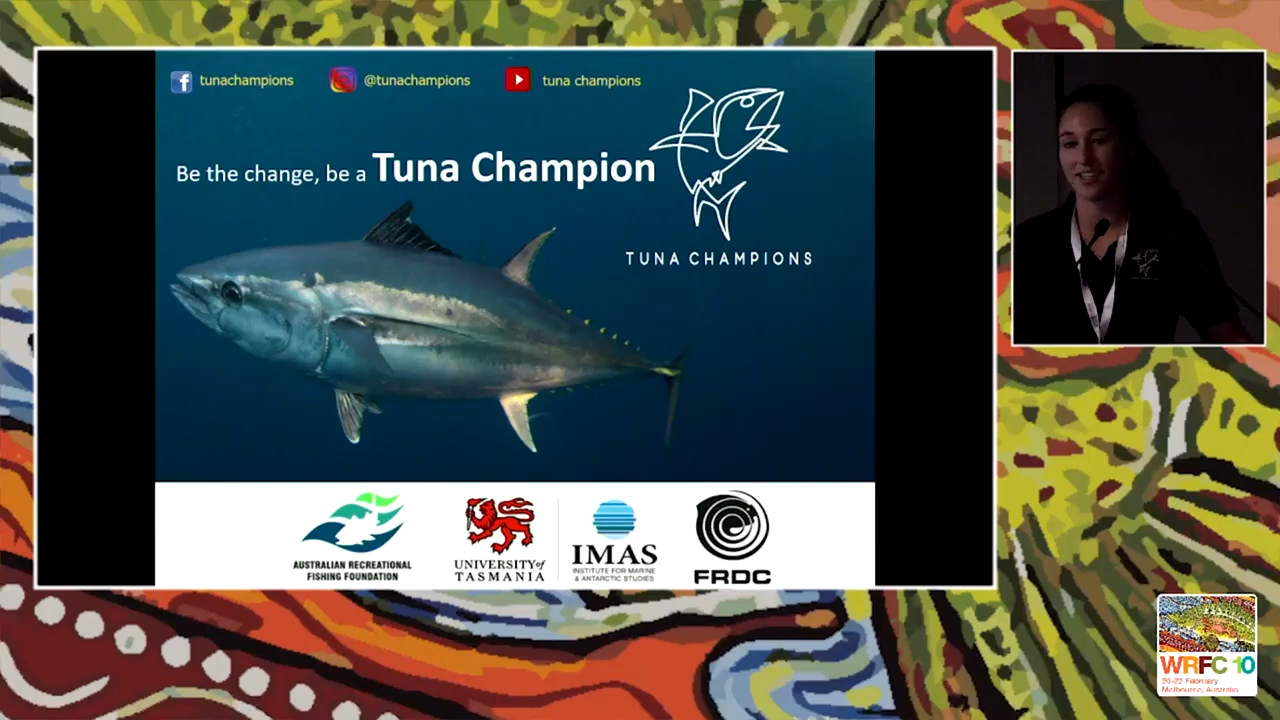 tunachampions
@tunachampions
tuna champions
Be the change, be a Tuna Champion
TUNA CHAMPIONS
AUSTRALIAN RECREATIONAL
FISHING FOUNDATION
UNIVERSITY of
TASMANIA
IMAS
INSTITUTE FOR MARINE
& ANTARCTIC STUDIES
FRDC
WRFC 10
Melbourne, Australia